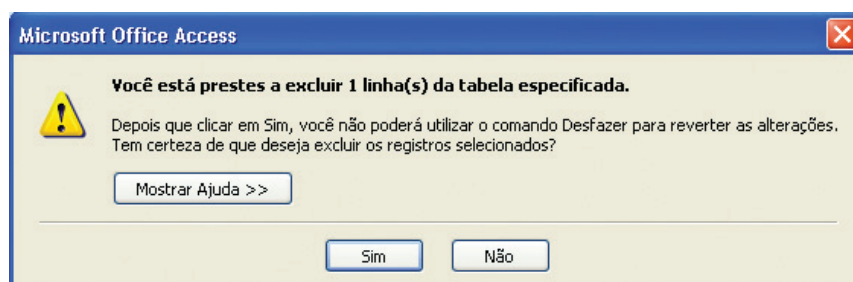 Microsoft Office Access
Você está prestes a excluir 1 linha(s) da tabela especificada.
Depois que clicar em Sim, você não poderá utilizar o comando Desfazer para reverter as alterações.
Tem certeza de que deseja excluir os registros selecionados?
Mostrar Ajuda >>
Sim
Não